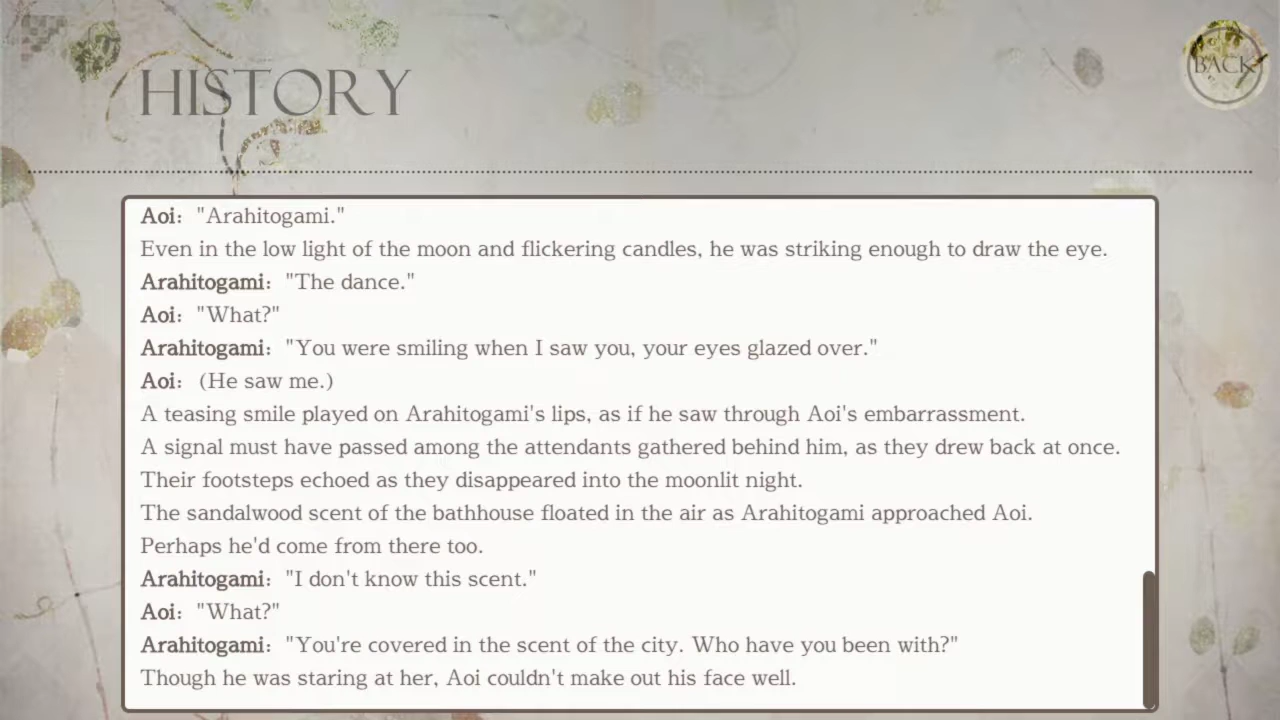 HISTORY
BACK
Aoi: "Arahitogami."
Even in the low light of the moon and flickering candles, he was striking enough to draw the eye.
Arahitogami: "The dance."
Aoi: "What?"
Arahitogami: "You were smiling when I saw you, your eyes glazed over."
Aoi: (He saw me.)
A teasing smile played on Arahitogami's lips, as if he saw through Aoi's embarrassment.
A signal must have passed among the attendants gathered behind him, as they drew back at once.
Their footsteps echoed as they disappeared into the moonlit night.
The sandalwood scent of the bathhouse floated in the air as Arahitogami approached Aoi.
Perhaps he'd come from there too.
Arahitogami: "I don't know this scent."
Aoi: "What?"
Arahitogami: "You're covered in the scent of the city. Who have you been with?"
Though he was staring at her, Aoi couldn't make out his face well.